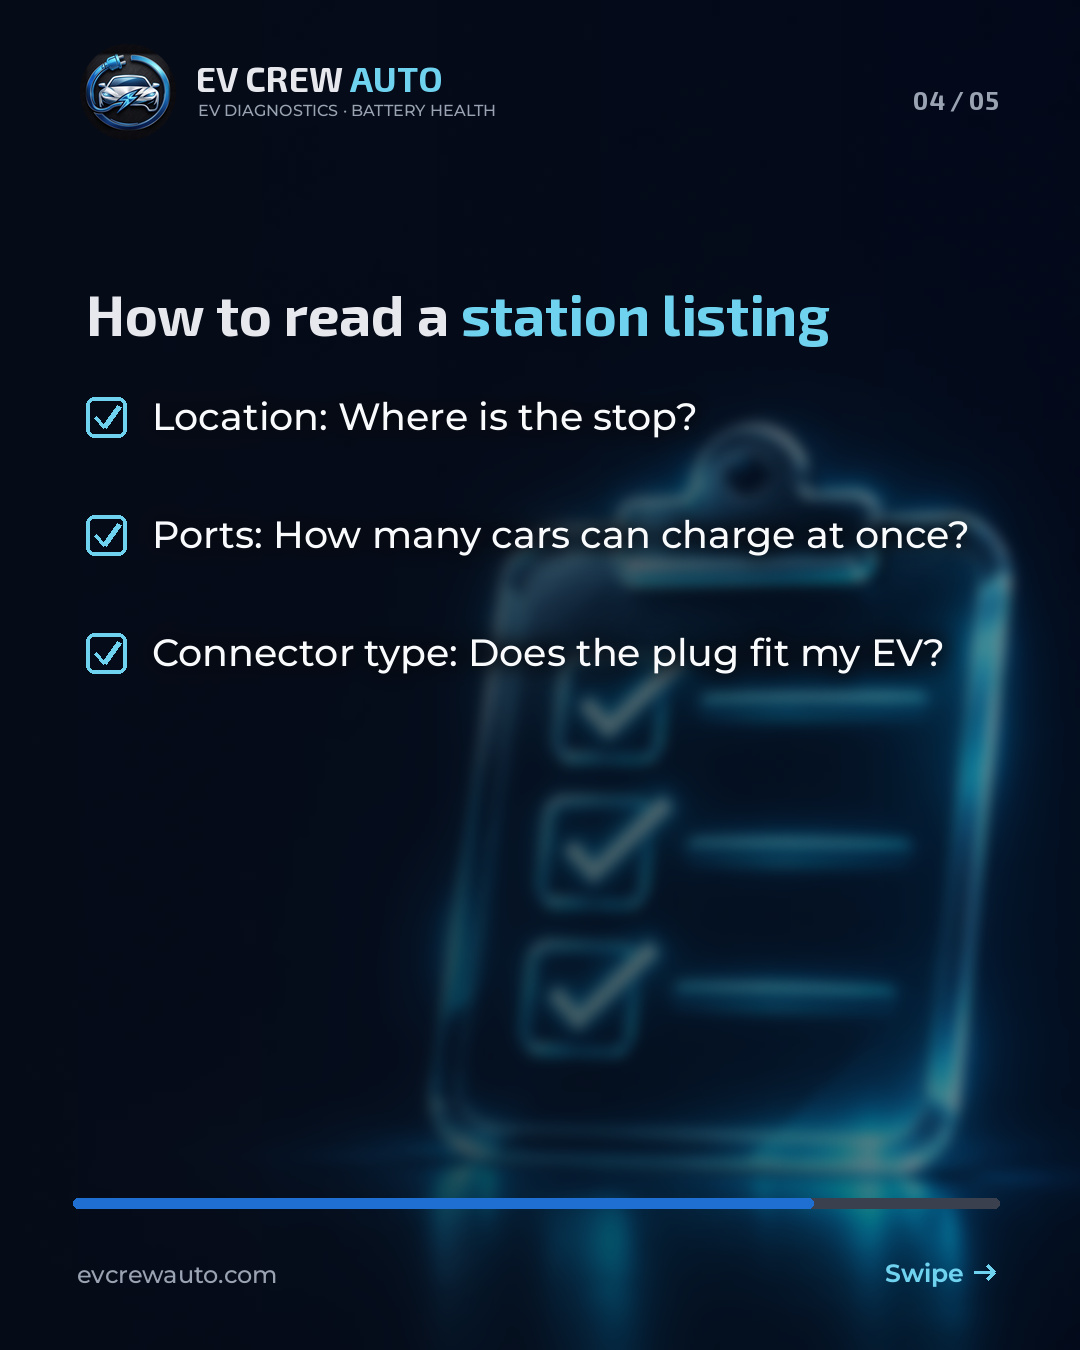 EV CREW AUTO
EV DIAGNOSTICS · BATTERY HEALTH
04 / 05
How to read a station listing
Location: Where is the stop?
Ports: How many cars can charge at once?
Connector type: Does the plug fit my EV?
evcrewauto.com
Swipe →